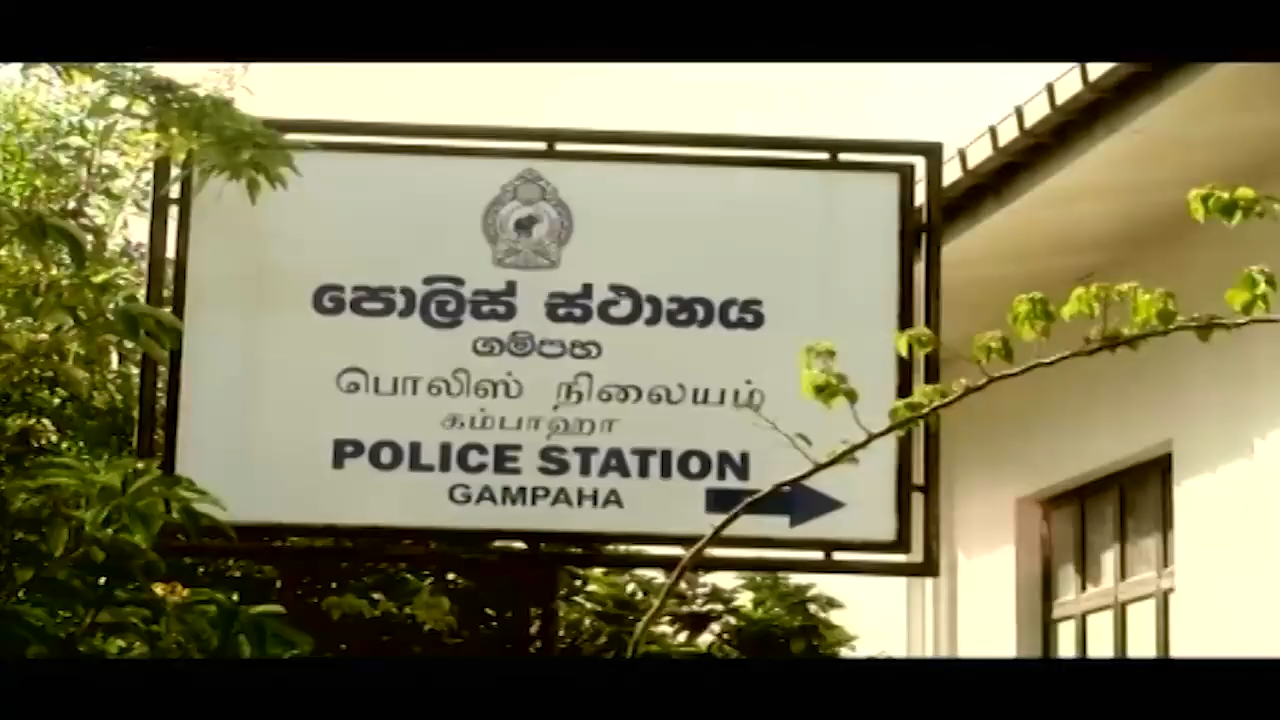 පොලිස් ස්ථානය
ගම්පහ
பொலிஸ் நிலையம்
கம்பாஹா
POLICE STATION
GAMPAHA